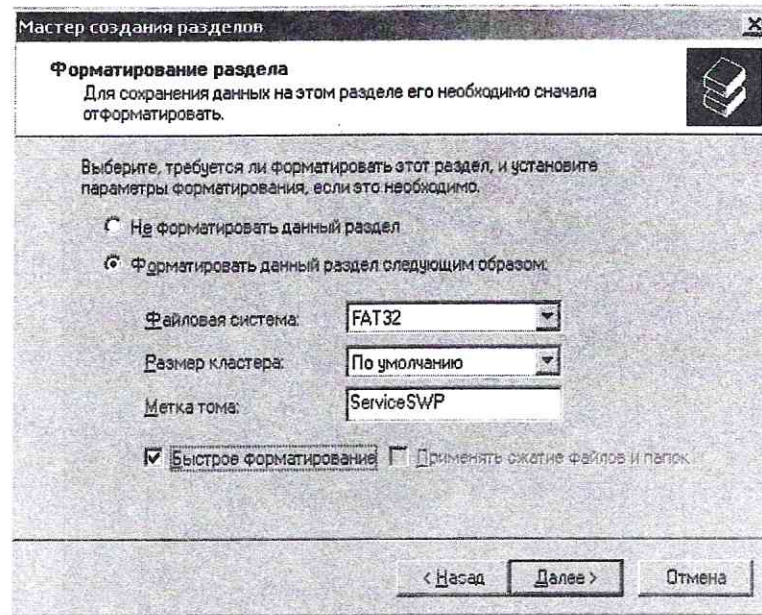 Мастер создания разделов
Форматирование раздела
Для сохранения данных на этом разделе его необходимо сначала
отформатировать.
Выберите, требуется ли форматировать этот раздел, и установите
параметры форматирования, если это необходимо.
Не форматировать данный раздел
Форматировать данный раздел следующим образом:
Файловая система: FAT32
Размер кластера: По умолчанию
Метка тома: ServiceSWP
Быстрое форматирование Применять сжатие файлов и папок
< Назад Далее > Отмена